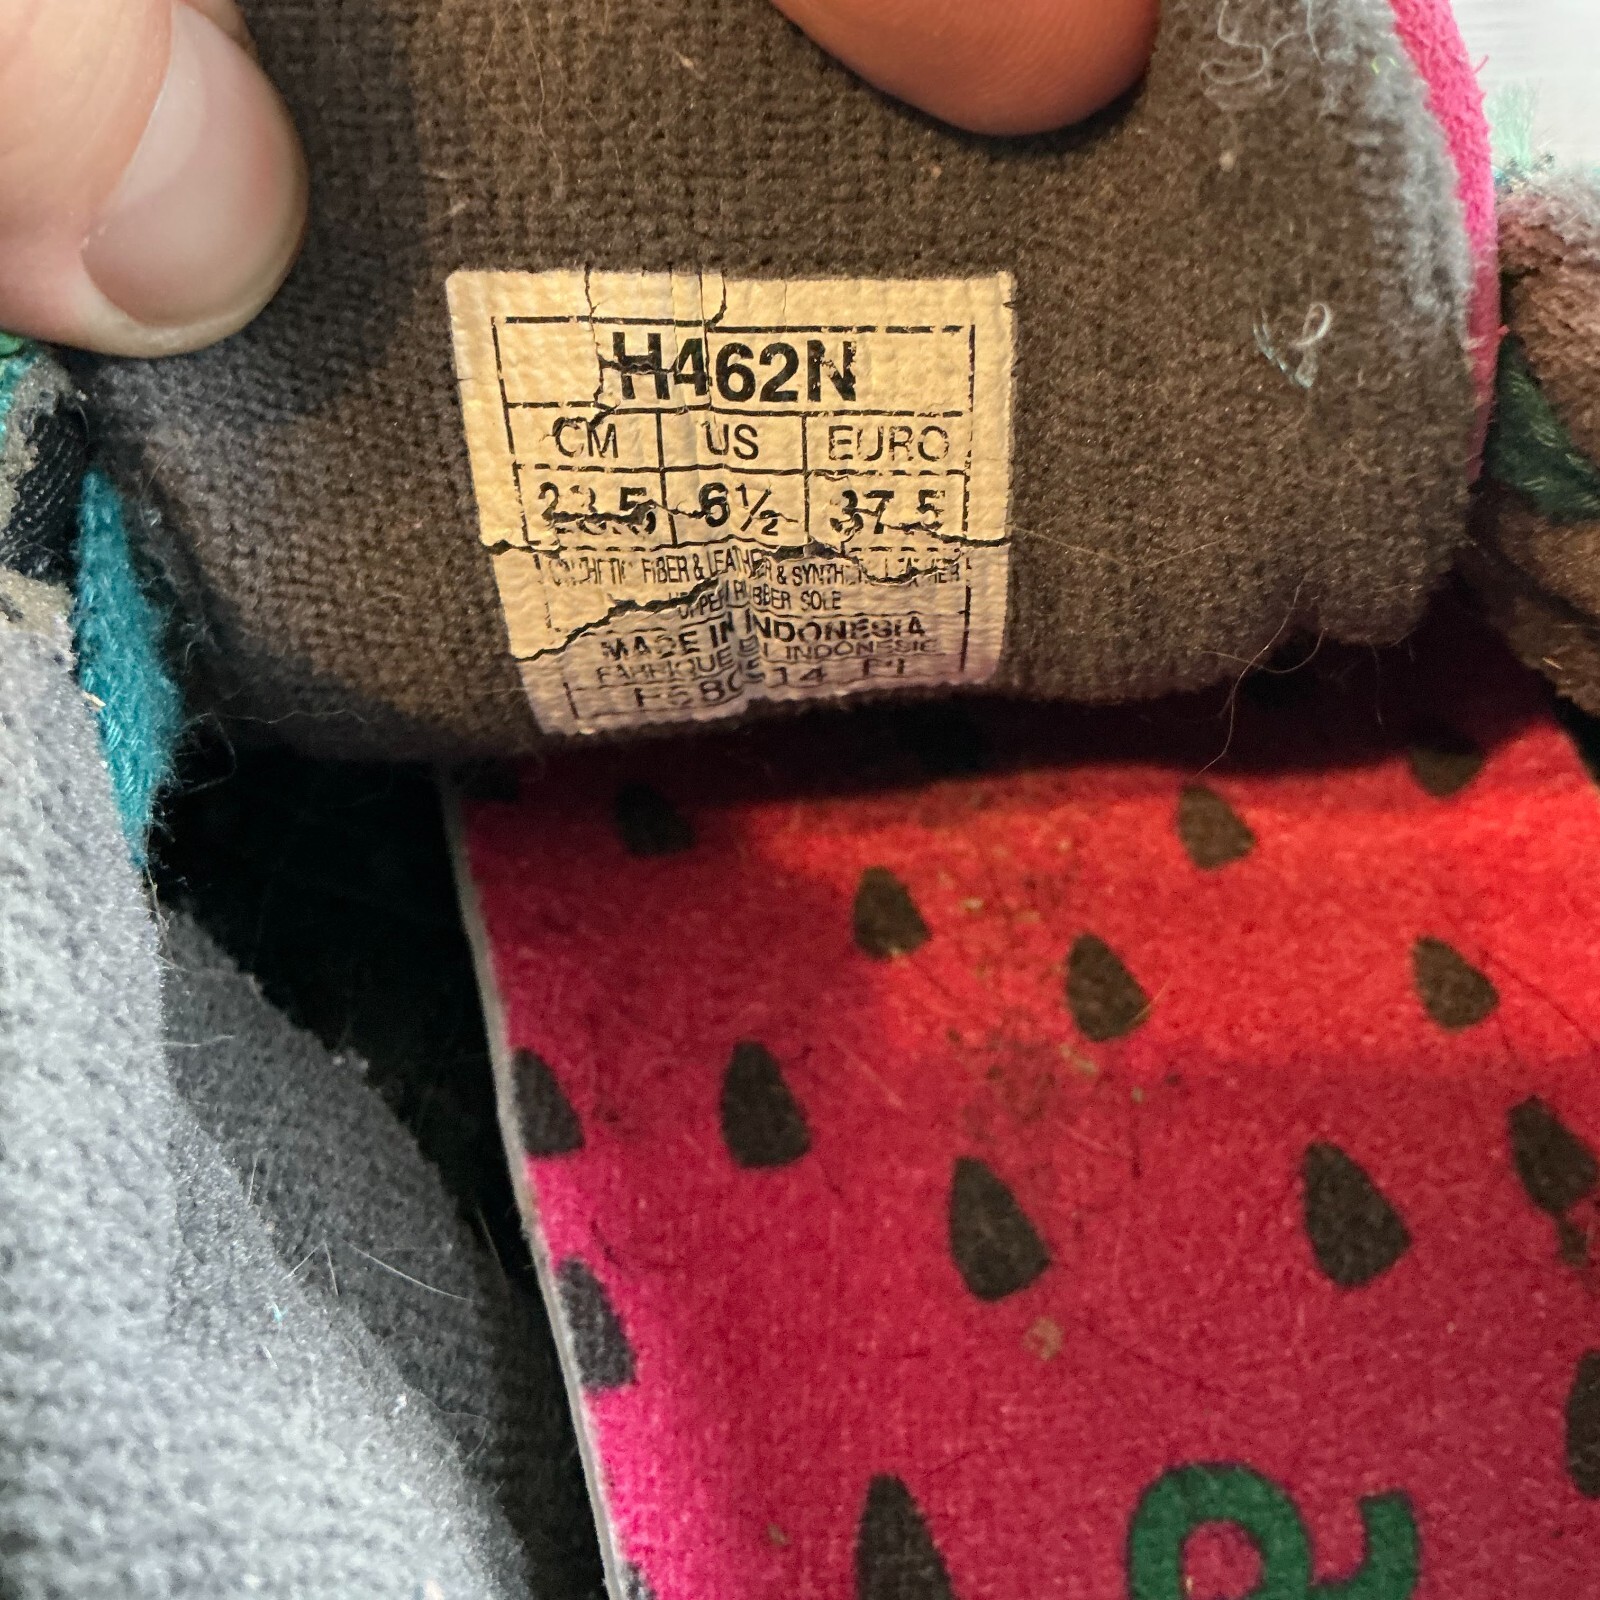 H462N
CM US EURO
23.5 6½ 37.5
FIBER & LEATHER & SYNTHETIC LEATHER
UPPER RUBBER SOLE
MADE IN INDONESIA
FABRIQUE EN INDONESIE